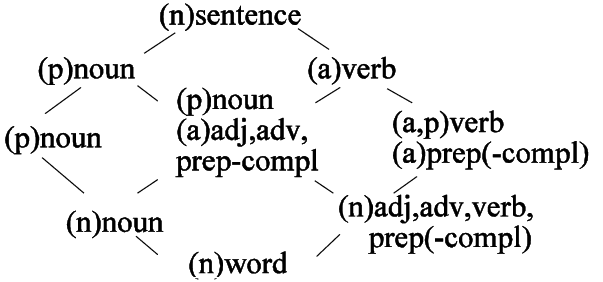 (n)sentence
(p)noun
(a)verb
(p)noun
(a)adj,adv,
prep-compl
(a,p)verb
(a)prep(-compl)
(p)noun
(n)noun
(n)adj,adv,verb,
prep(-compl)
(n)word